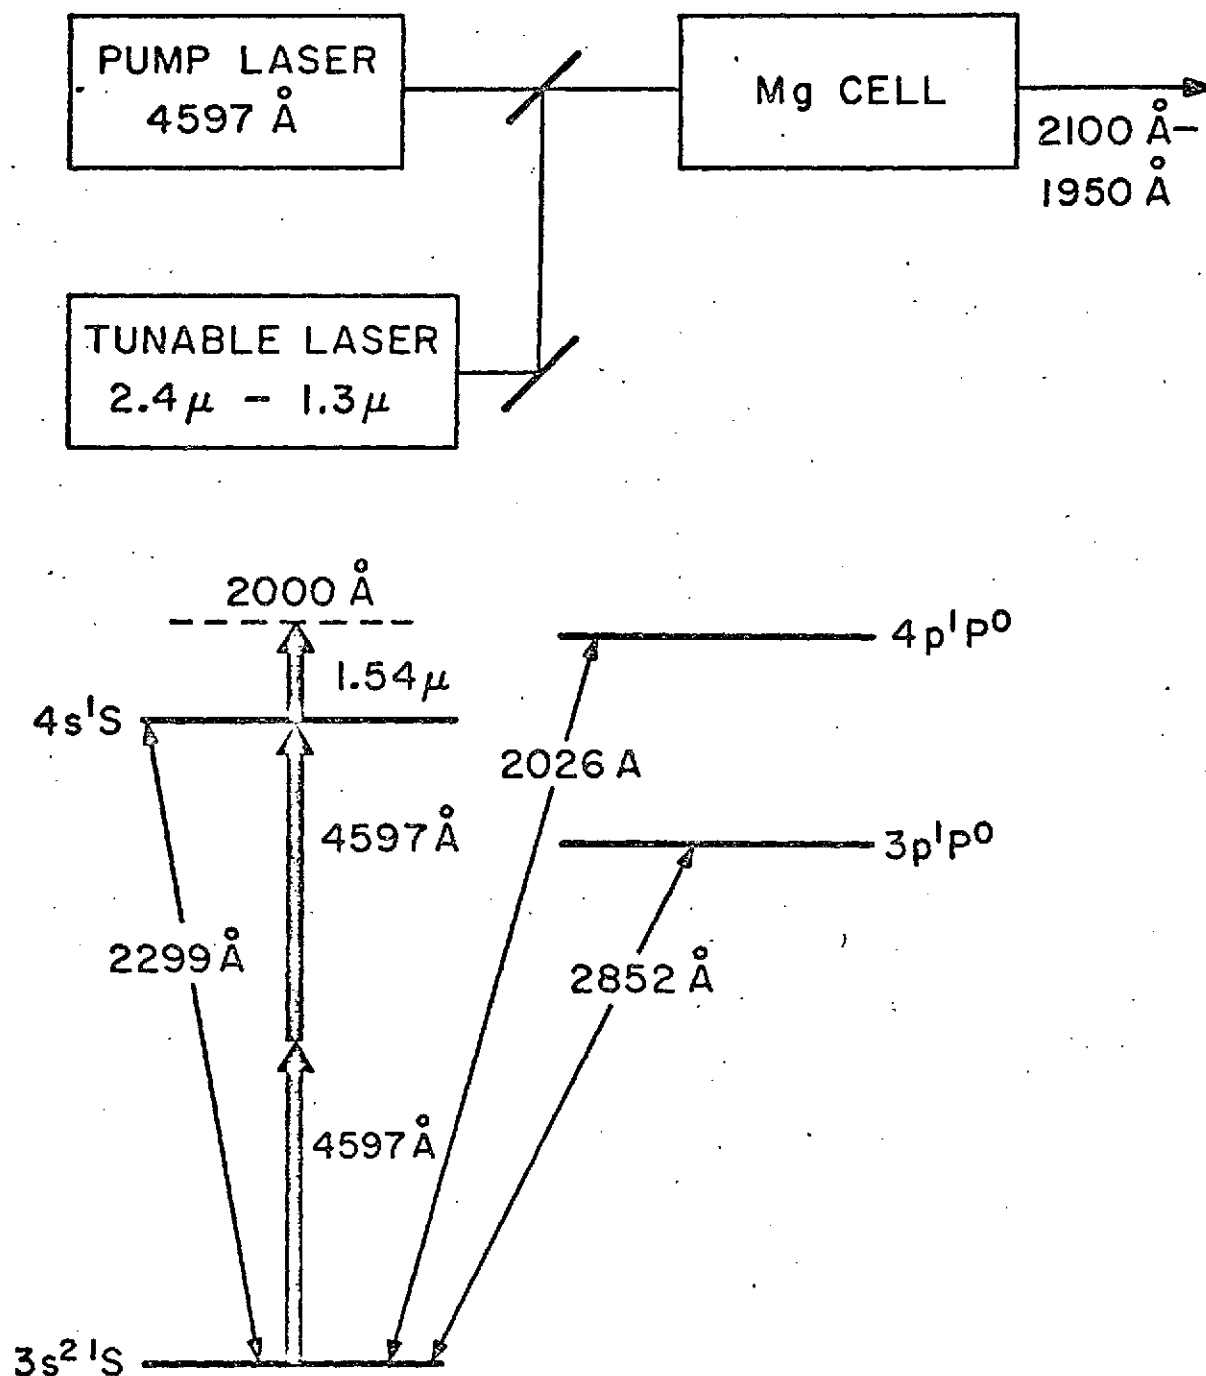 PUMP LASER
4597 Å
Mg CELL
2100 Å-
1950 Å
TUNABLE LASER
2.4μ - 1.3μ
2000 Å
4p¹P⁰
1.54μ
4s¹S
2026 A
4597 Å
3p¹P⁰
2299 Å
2852 Å
4597 Å
3s² ¹S